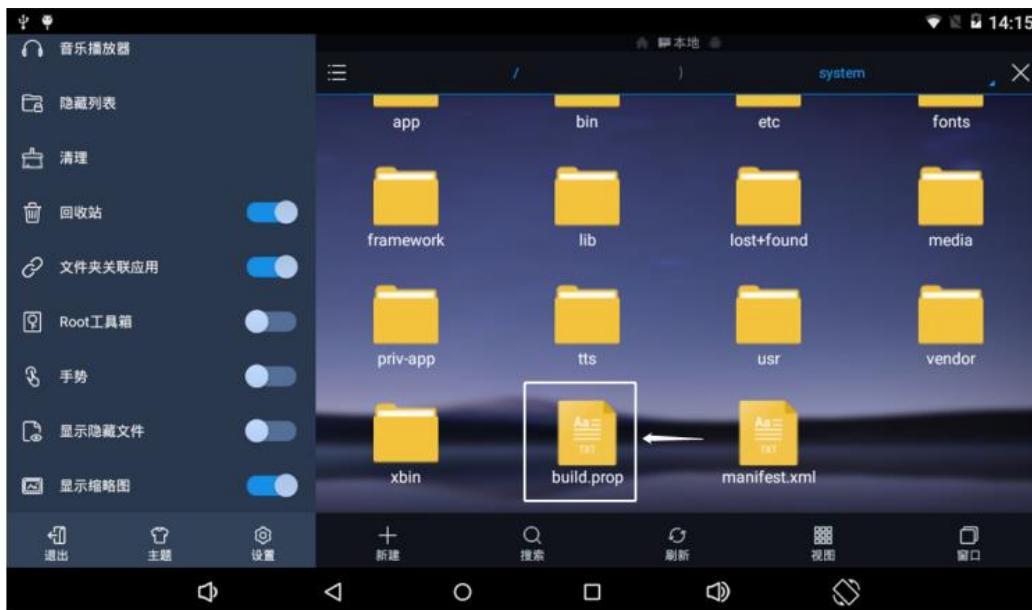 14:15
音乐播放器
隐藏列表
清理
回收站
文件夹关联应用
Root工具箱
手势
显示隐藏文件
显示缩略图
退出
主题
设置
本地
/ ) system
app bin etc fonts
framework lib lost+found media
priv-app tts usr vendor
Aa TXT Aa TXT
xbin build.prop manifest.xml
新建 搜索 刷新 视图 窗口